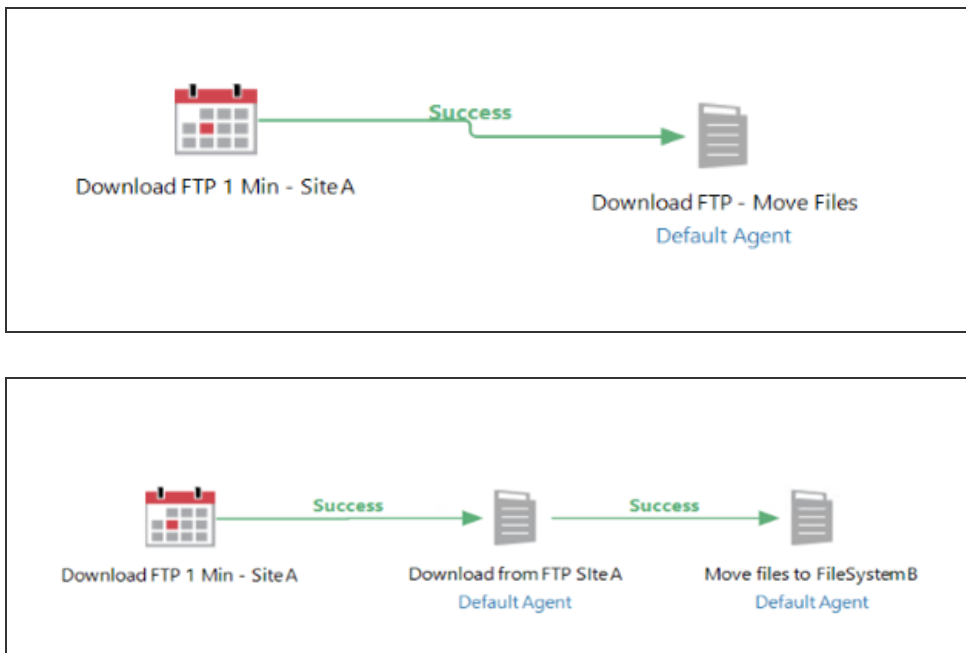 Success
Download FTP 1 Min - Site A
Download FTP - Move Files
Default Agent
Success
Success
Download FTP 1 Min - Site A
Download from FTP SIte A
Move files to FileSystem B
Default Agent
Default Agent